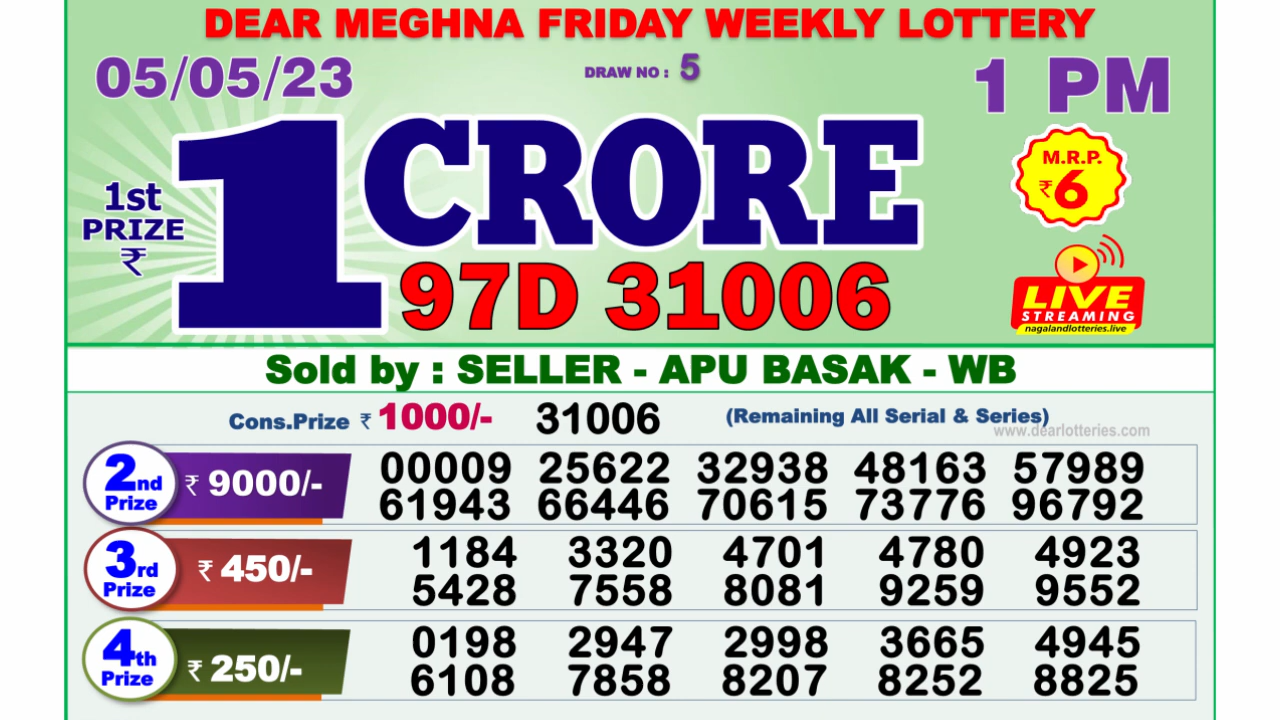 DEAR MEGHNA FRIDAY WEEKLY LOTTERY
05/05/23
DRAW NO : 5
1 PM
1st
PRIZE
₹
1 CRORE
97D 31006
M.R.P.
₹6
LIVE
STREAMING
nagalandlotteries.live
Sold by : SELLER - APU BASAK - WB
Cons.Prize ₹ 1000/- 31006 (Remaining All Serial & Series)
www.dearlotteries.com
2nd Prize ₹ 9000/-
00009 25622 32938 48163 57989
61943 66446 70615 73776 96792
3rd Prize ₹ 450/-
1184 3320 4701 4780 4923
5428 7558 8081 9259 9552
4th Prize ₹ 250/-
0198 2947 2998 3665 4945
6108 7858 8207 8252 8825